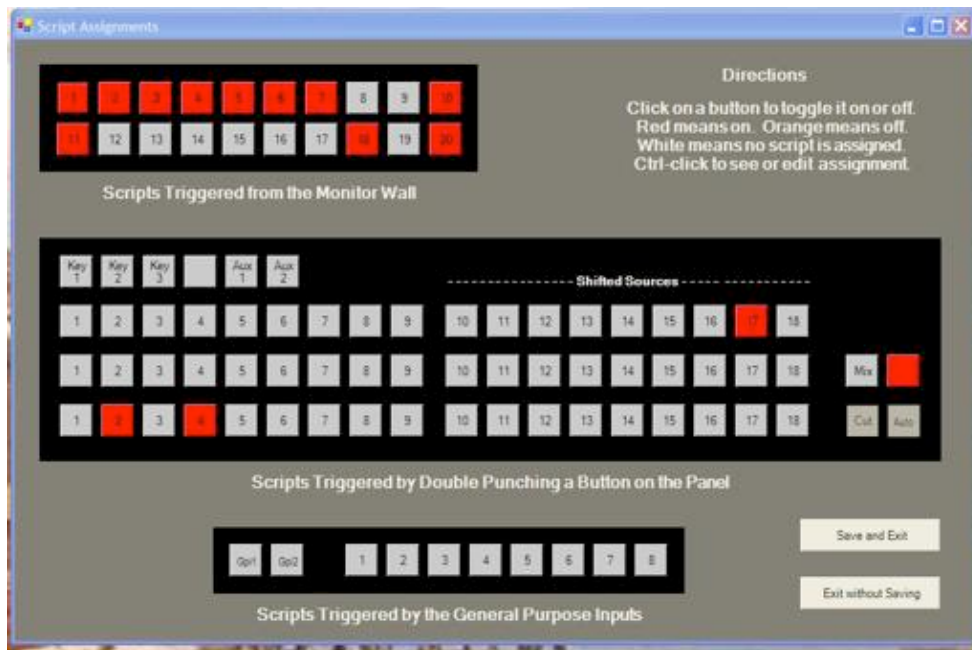 Script Assignments
Directions
Click on a button to toggle it on or off.
Red means on. Orange means off.
White means no script is assigned.
Ctrl-click to see or edit assignment.
1 2 3 4 5 6 7 8 9 10
11 12 13 14 15 16 17 18 19 20
Scripts Triggered from the Monitor Wall
Key 1 Key 2 Key 3 Aux 1 Aux 2
Shifted Sources
1 2 3 4 5 6 7 8 9 10 11 12 13 14 15 16 17 18
1 2 3 4 5 6 7 8 9 10 11 12 13 14 15 16 17 18 Mix
1 2 3 4 5 6 7 8 9 10 11 12 13 14 15 16 17 18 Cut Auto
Scripts Triggered by Double Punching a Button on the Panel
Gpi1 Gpi2 1 2 3 4 5 6 7 8
Scripts Triggered by the General Purpose Inputs
Save and Exit
Exit without Saving